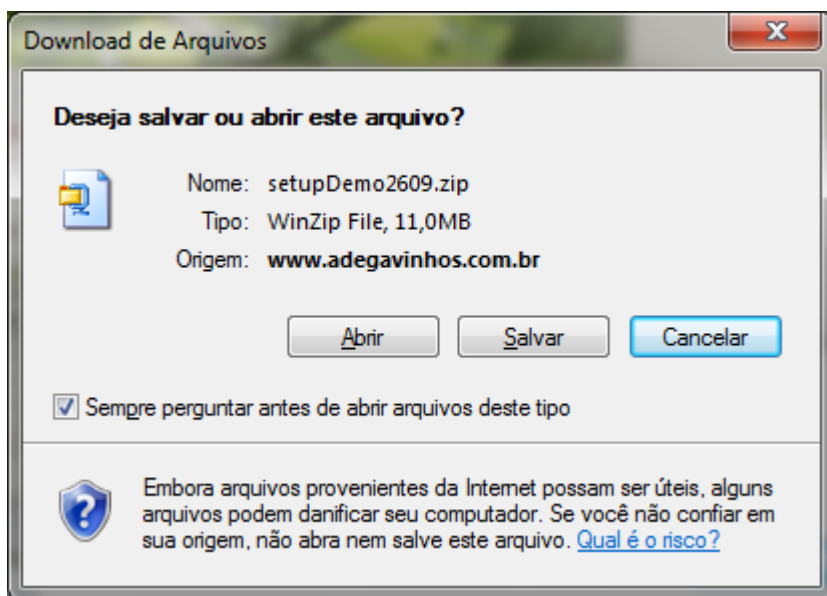 Download de Arquivos
Deseja salvar ou abrir este arquivo?
Nome: setupDemo2609.zip
Tipo: WinZip File, 11,0MB
Origem: www.adegavinhos.com.br
Abrir Salvar Cancelar
Sempre perguntar antes de abrir arquivos deste tipo
Embora arquivos provenientes da Internet possam ser úteis, alguns
arquivos podem danificar seu computador. Se você não confiar em
sua origem, não abra nem salve este arquivo. Qual é o risco?